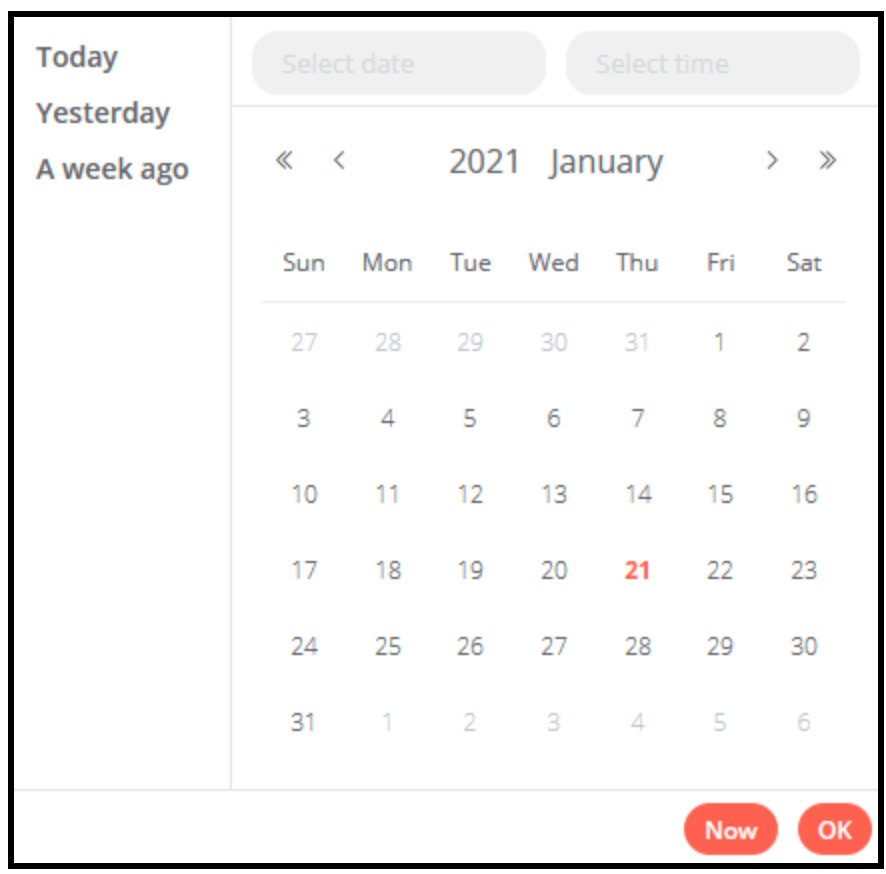 Today
Yesterday
A week ago
Select date Select time
« < 2021 January > »
Sun Mon Tue Wed Thu Fri Sat
27 28 29 30 31 1 2
3 4 5 6 7 8 9
10 11 12 13 14 15 16
17 18 19 20 21 22 23
24 25 26 27 28 29 30
31 1 2 3 4 5 6
Now OK